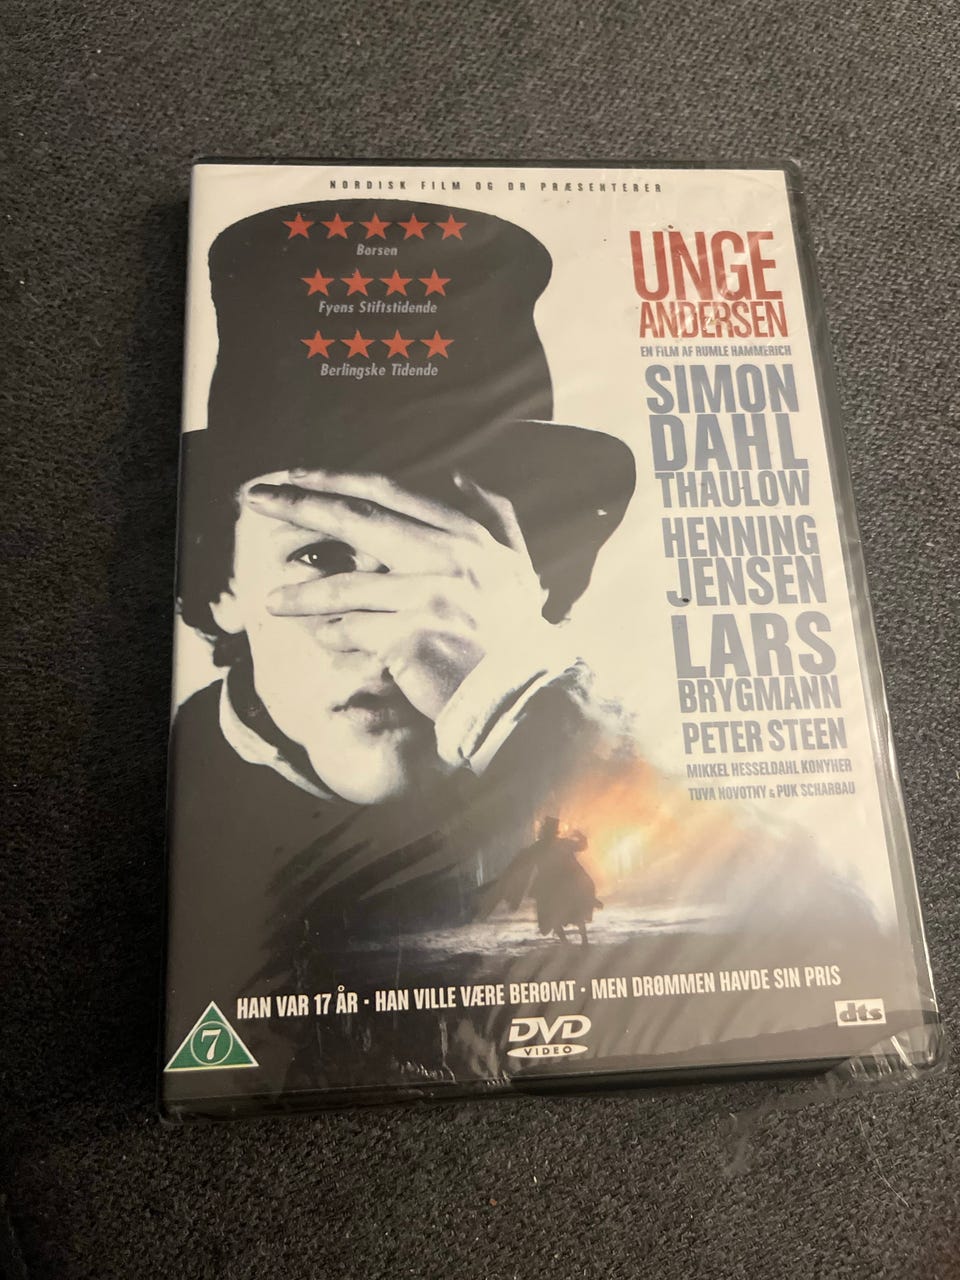 NORDISK FILM OG DR PRÆSENTERER
Børsen
Fyens Stiftstidende
Berlingske Tidende
UNGE
ANDERSEN
EN FILM AF RUMLE HAMMERICH
SIMON
DAHL
THAULOW
HENNING
JENSEN
LARS
BRYGMANN
PETER STEEN
MIKKEL HESSELDAHL KONYHER
TUVA NOVOTNY & PUK SCHARBAU
HAN VAR 17 ÅR · HAN VILLE VÆRE BERØMT · MEN DRØMMEN HAVDE SIN PRIS
7
DVD
VIDEO
dts